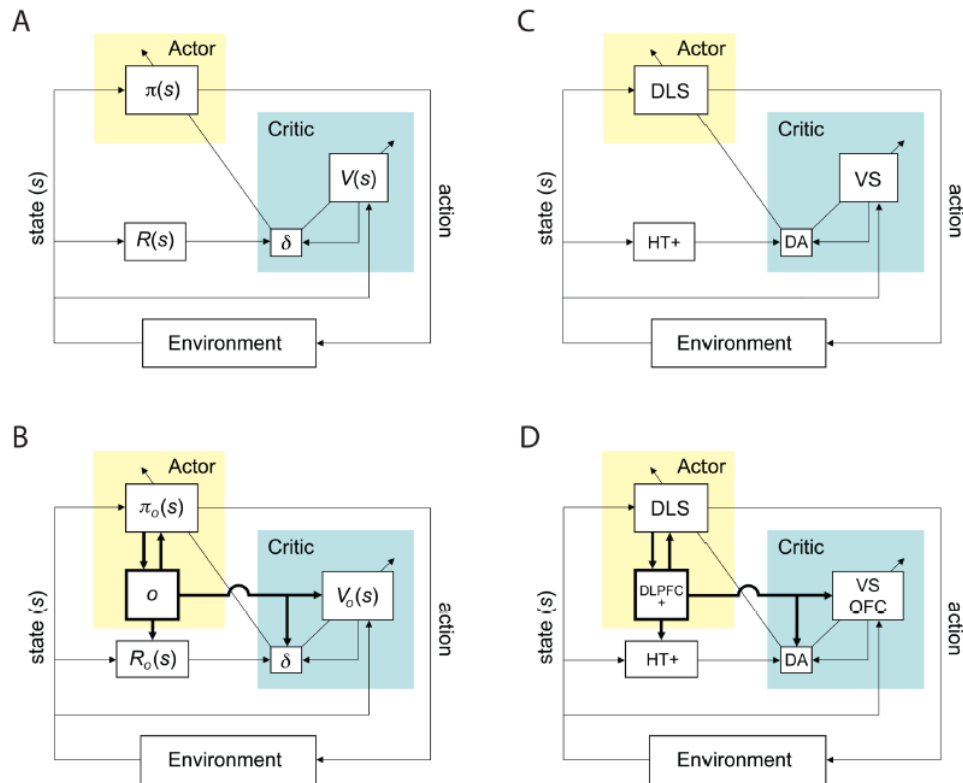 A
Actor
π(s)
Critic
V(s)
state (s)
action
R(s)
δ
Environment
C
Actor
DLS
Critic
VS
state (s)
action
HT+
DA
Environment
B
Actor
πo(s)
Critic
o
Vo(s)
state (s)
action
Ro(s)
δ
Environment
D
Actor
DLS
Critic
DLPFC
+
VS
OFC
state (s)
action
HT+
DA
Environment